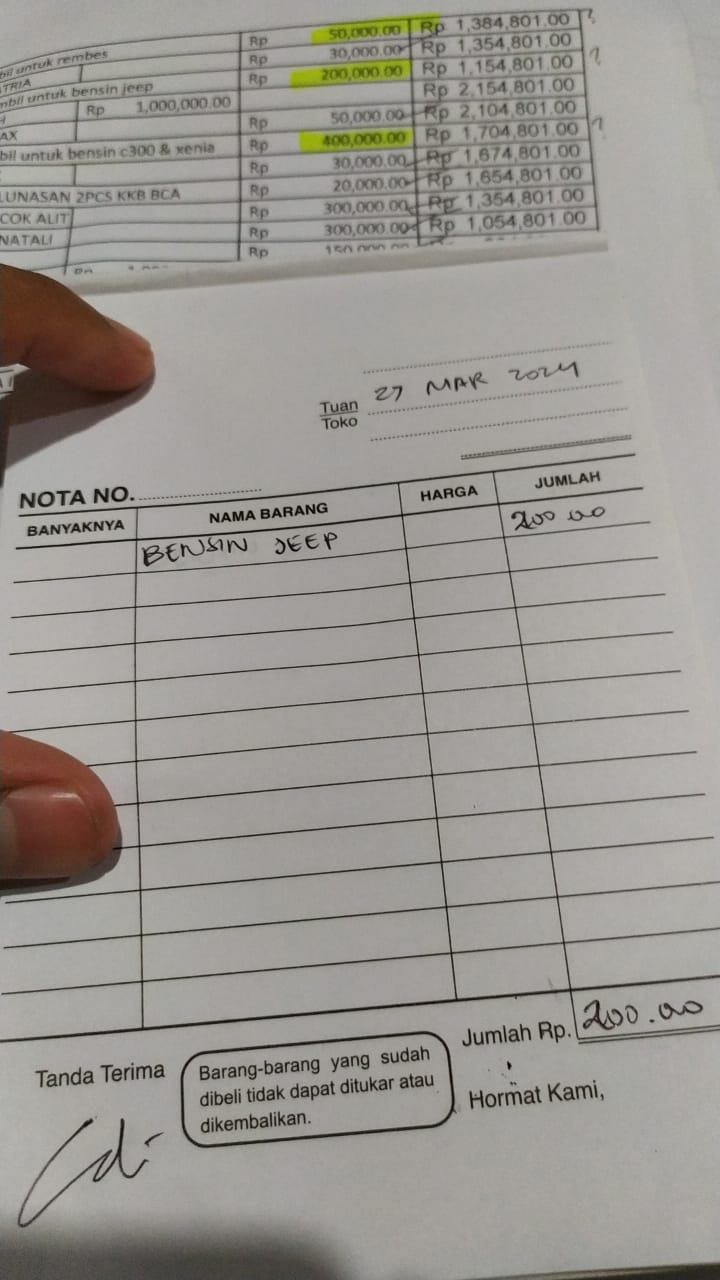 bil untuk rembes Rp 50,000.00 Rp 1,384,801.00 ?
TRIA Rp 30,000.00 Rp 1,354,801.00
mbil untuk bensin jeep Rp 200,000.00 Rp 1,154,801.00 ?
Rp 1,000,000.00 Rp 2,154,801.00
AX Rp 50,000.00 Rp 2,104,801.00
bil untuk bensin c300 & xenia Rp 400,000.00 Rp 1,704,801.00 ?
Rp 30,000.00 Rp 1,674,801.00
LUNASAN 2PCS KKB BCA Rp 20,000.00 Rp 1,654,801.00
COK ALIT Rp 300,000.00 Rp 1,354,801.00
NATALI Rp 300,000.00 Rp 1,054,801.00
Rp 150,000.00
27 MAR 2024
Tuan
Toko
NOTA NO.
BANYAKNYA NAMA BARANG HARGA JUMLAH
BENSIN JEEP 200 00
Jumlah Rp. 200.00
Tanda Terima
Barang-barang yang sudah
dibeli tidak dapat ditukar atau
dikembalikan.
Hormat Kami,